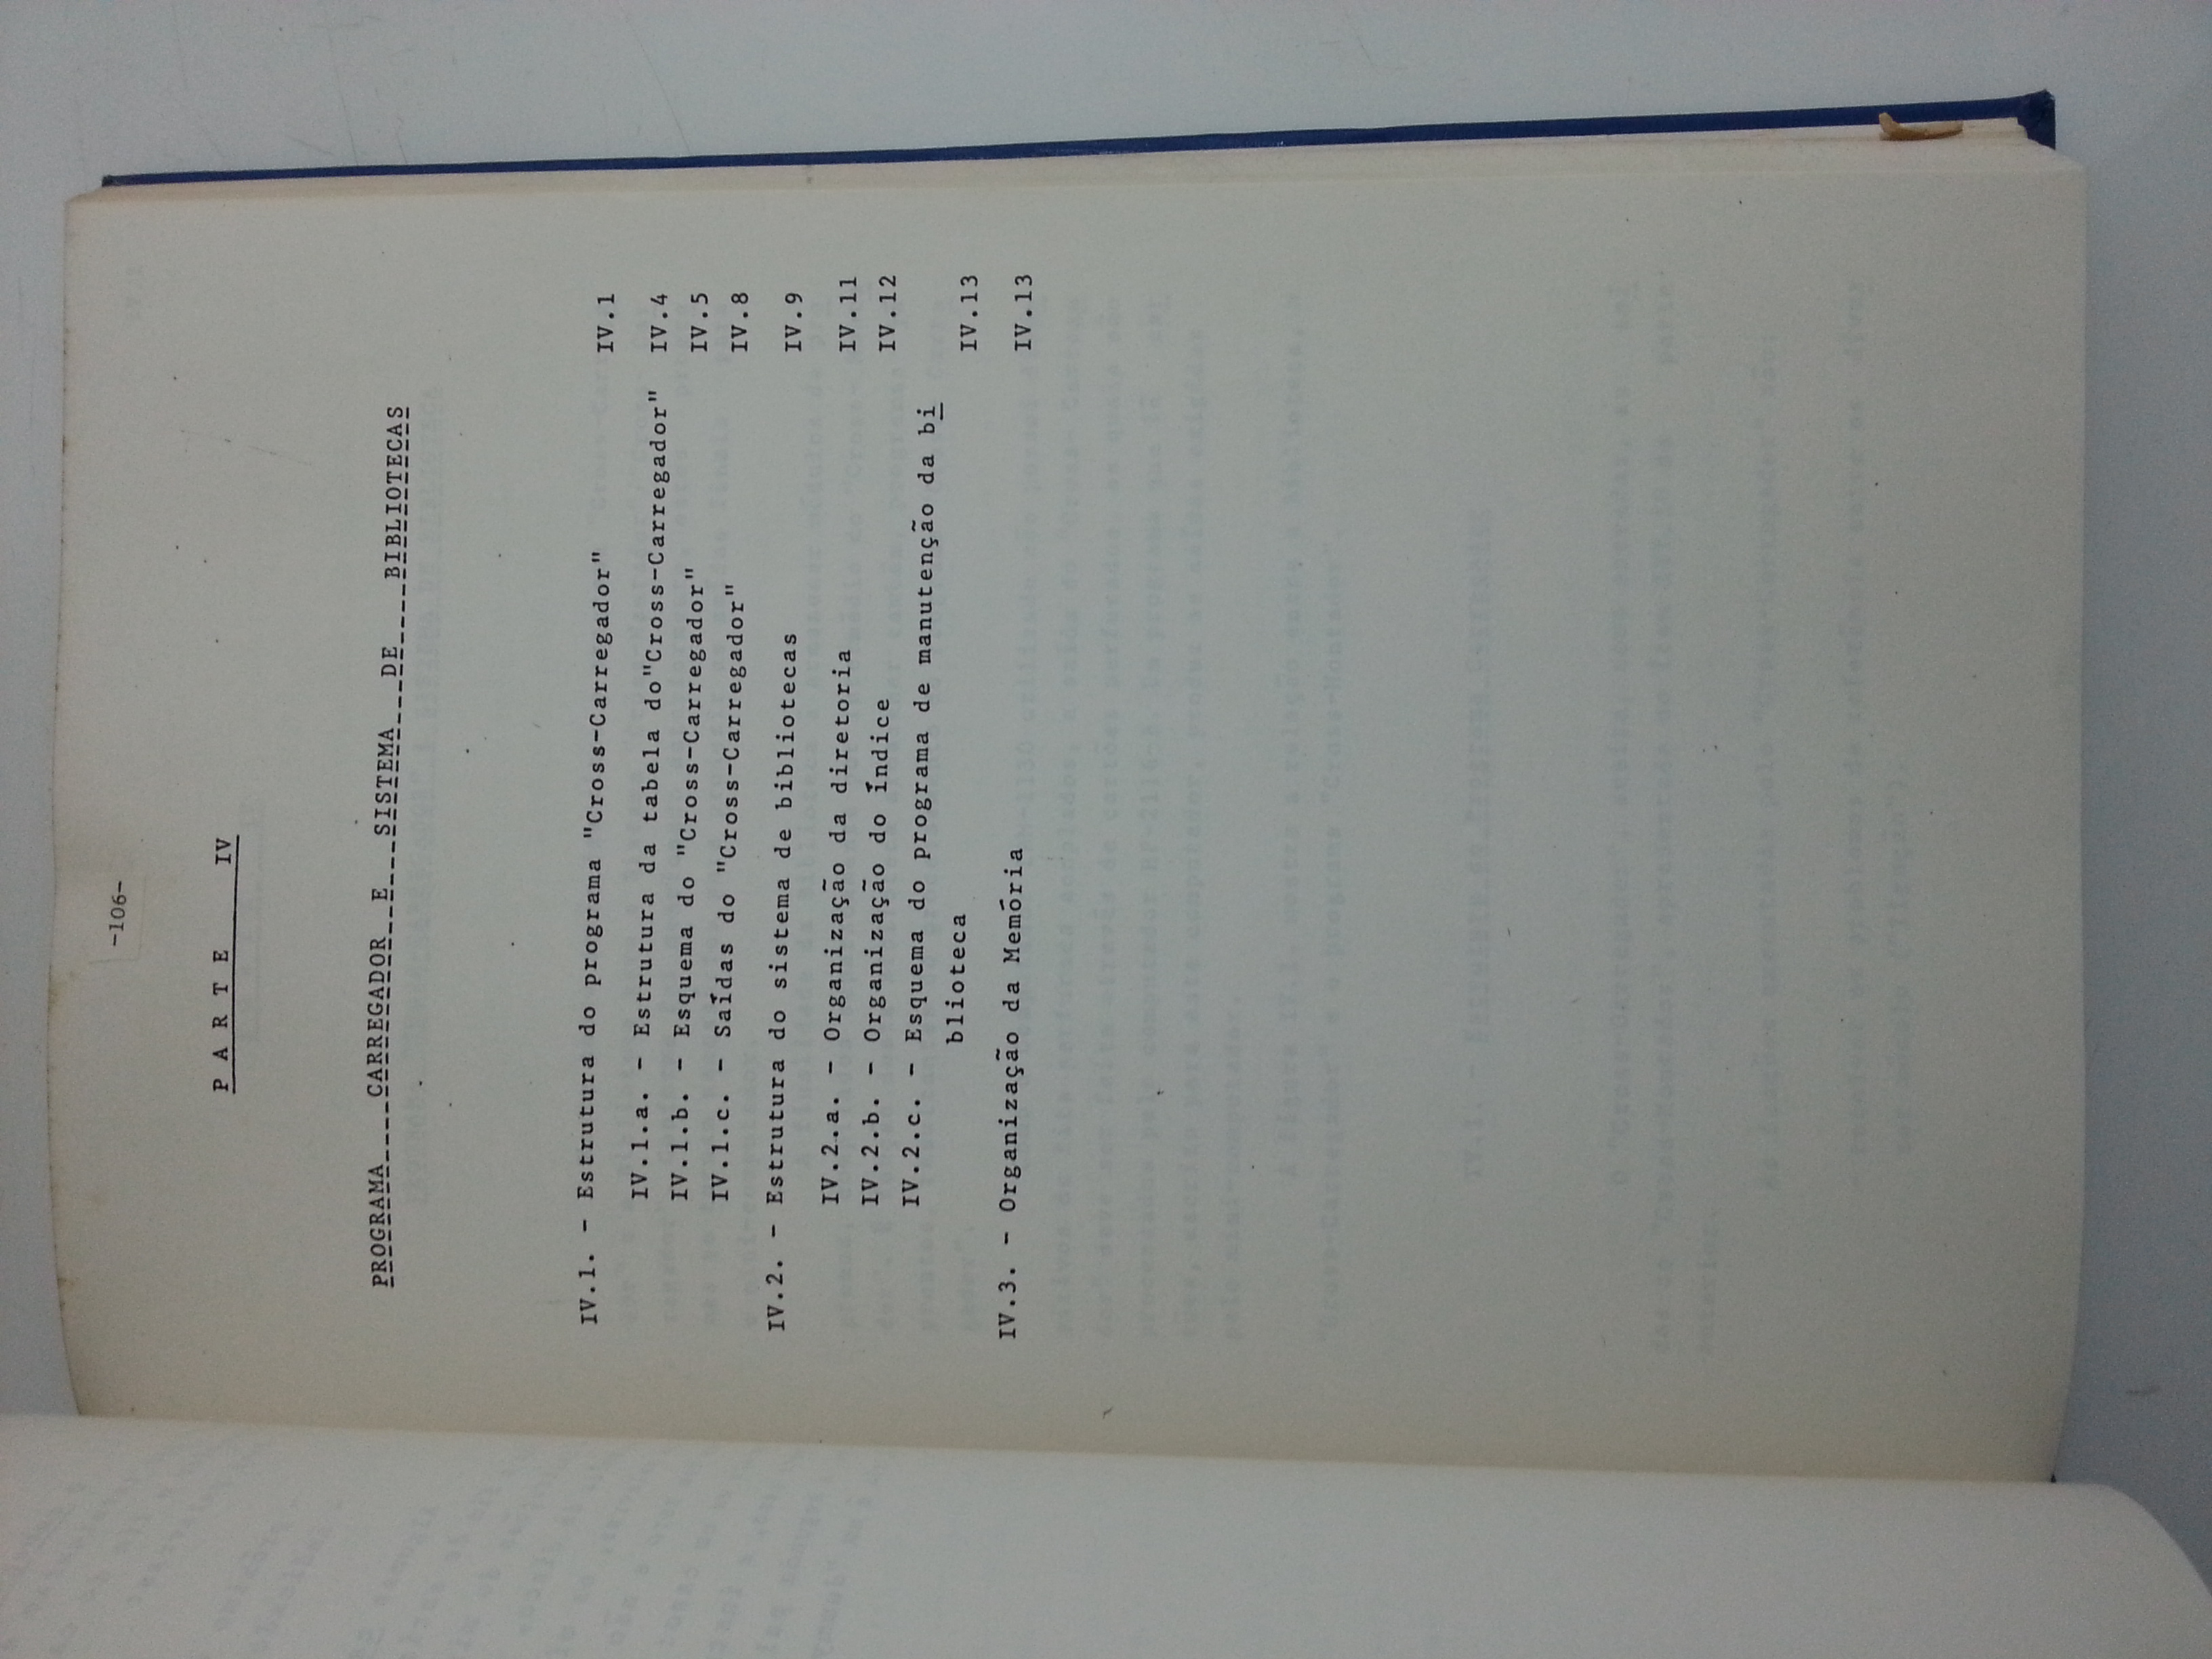 -106-
P A R T E IV
PROGRAMA CARREGADOR E SISTEMA DE BIBLIOTECAS
IV.1. - Estrutura do programa "Cross-Carregador" IV.1
IV.1.a. - Estrutura da tabela do"Cross-Carregador" IV.4
IV.1.b. - Esquema do "Cross-Carregador" IV.5
IV.1.c. - Saídas do "Cross-Carregador" IV.8
IV.2. - Estrutura do sistema de bibliotecas IV.9
IV.2.a. - Organização da diretoria IV.11
IV.2.b. - Organização do índice IV.12
IV.2.c. - Esquema do programa de manutenção da bi
blioteca IV.13
IV.3. - Organização da Memória IV.13